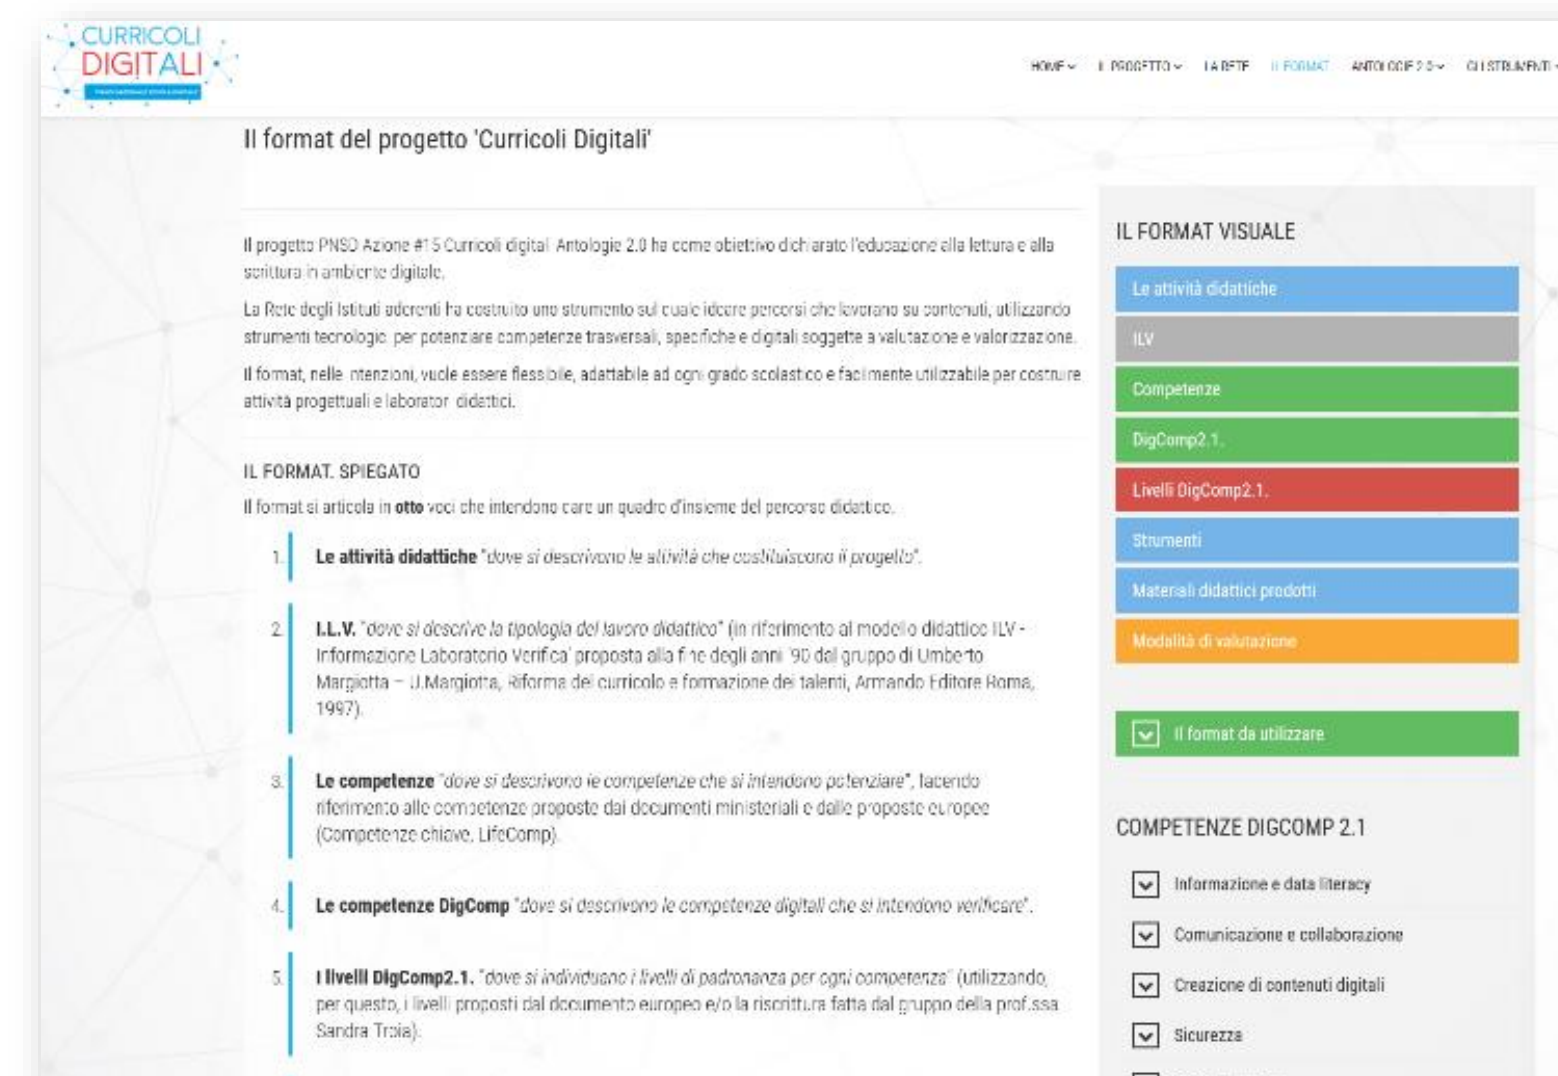 CURRICOLI
DIGITALI
HOME
IL PROGETTO
LA RETE
IL FORMAT
ANTOLOGIE 2.0
GLI STRUMENTI
Il format del progetto 'Curricoli Digitali'
Il progetto PNSD Azione #15 Curricoli digitali Antologie 2.0 ha come obiettivo dichiarato l'educazione alla lettura e alla
scrittura in ambiente digitale.
La Rete degli Istituti aderenti ha costruito uno strumento sul quale ideare percorsi che lavorano su contenuti, utilizzando
strumenti tecnologici per potenziare competenze trasversali, specifiche e digitali soggette a valutazione e valorizzazione.
Il format, nelle intenzioni, vuole essere flessibile, adattabile ad ogni grado scolastico e facilmente utilizzabile per costruire
attività progettuali e laboratori didattici.
IL FORMAT. SPIEGATO
Il format si articola in otto voci che intendono dare un quadro d'insieme del percorso didattico.
1. Le attività didattiche "dove si descrivono le attività che costituiscono il progetto".
2. I.L.V. "dove si descrive la tipologia del lavoro didattico" (in riferimento al modello didattico ILV -
Informazione Laboratorio Verifica' proposta alla fine degli anni '90 dal gruppo di Umberto
Margiotta – U.Margiotta, Riforma del curricolo e formazione dei talenti, Armando Editore Roma,
1997).
3. Le competenze "dove si descrivono le competenze che si intendono potenziare", facendo
riferimento alle competenze proposte dai documenti ministeriali e dalle proposte europee
(Competenze chiave, LifeComp).
4. Le competenze DigComp "dove si descrivono le competenze digitali che si intendono verificare".
5. I livelli DigComp2.1. "dove si individuano i livelli di padronanza per ogni competenza" (utilizzando,
per questo, i livelli proposti dal documento europeo e/o la riscrittura fatta dal gruppo della prof.ssa
Sandra Troia).
IL FORMAT VISUALE
Le attività didattiche
ILV
Competenze
DigComp2.1.
Livelli DigComp2.1.
Strumenti
Materiali didattici prodotti
Modalità di valutazione
Il format da utilizzare
COMPETENZE DIGCOMP 2.1
Informazione e data literacy
Comunicazione e collaborazione
Creazione di contenuti digitali
Sicurezza